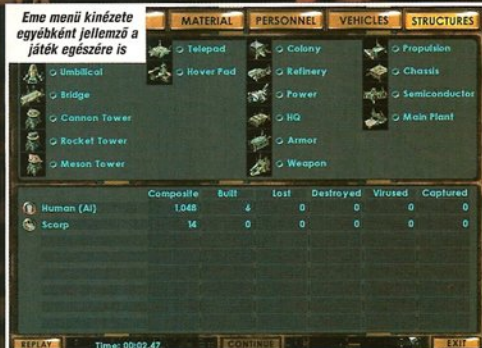 Eme menü kinézete
egyébként jellemző a
játék egészére is
MATERIAL PERSONNEL VEHICLES STRUCTURES
Umbilical
Bridge
Cannon Tower
Rocket Tower
Meson Tower
Telepad
Hover Pad
Colony
Refinery
Power
HQ
Armor
Weapon
Propulsion
Chassis
Semiconductor
Main Plant
Composite Built Lost Destroyed Virused Captured
Human (AI) 1,048 6 0 0 0 0
Scorp 14 0 0 0 0 0
REPLAY Time: 00:02.47 CONTINUE EXIT